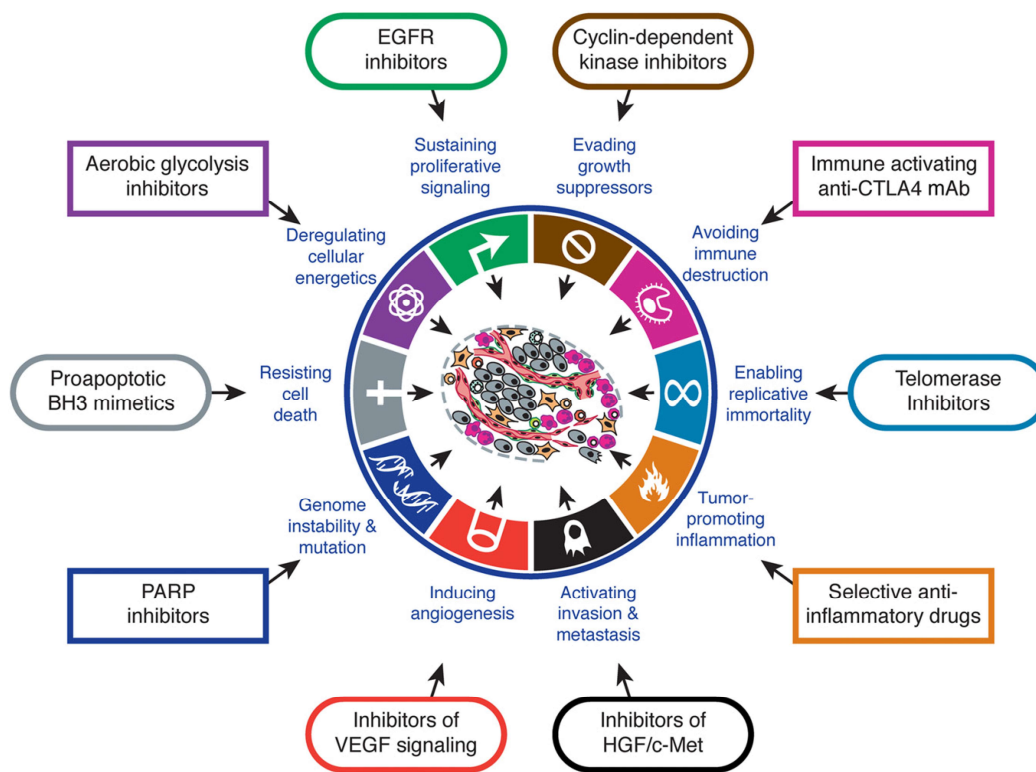 EGFR
inhibitors
Cyclin-dependent
kinase inhibitors
Sustaining
proliferative
signaling
Evading
growth
suppressors
Aerobic glycolysis
inhibitors
Immune activating
anti-CTLA4 mAb
Deregulating
cellular
energetics
Avoiding
immune
destruction
Proapoptotic
BH3 mimetics
Resisting
cell
death
Enabling
replicative
immortality
Telomerase
Inhibitors
Genome
instability &
mutation
Tumor-
promoting
inflammation
PARP
inhibitors
Inducing
angiogenesis
Activating
invasion &
metastasis
Selective anti-
inflammatory drugs
Inhibitors of
VEGF signaling
Inhibitors of
HGF/c-Met